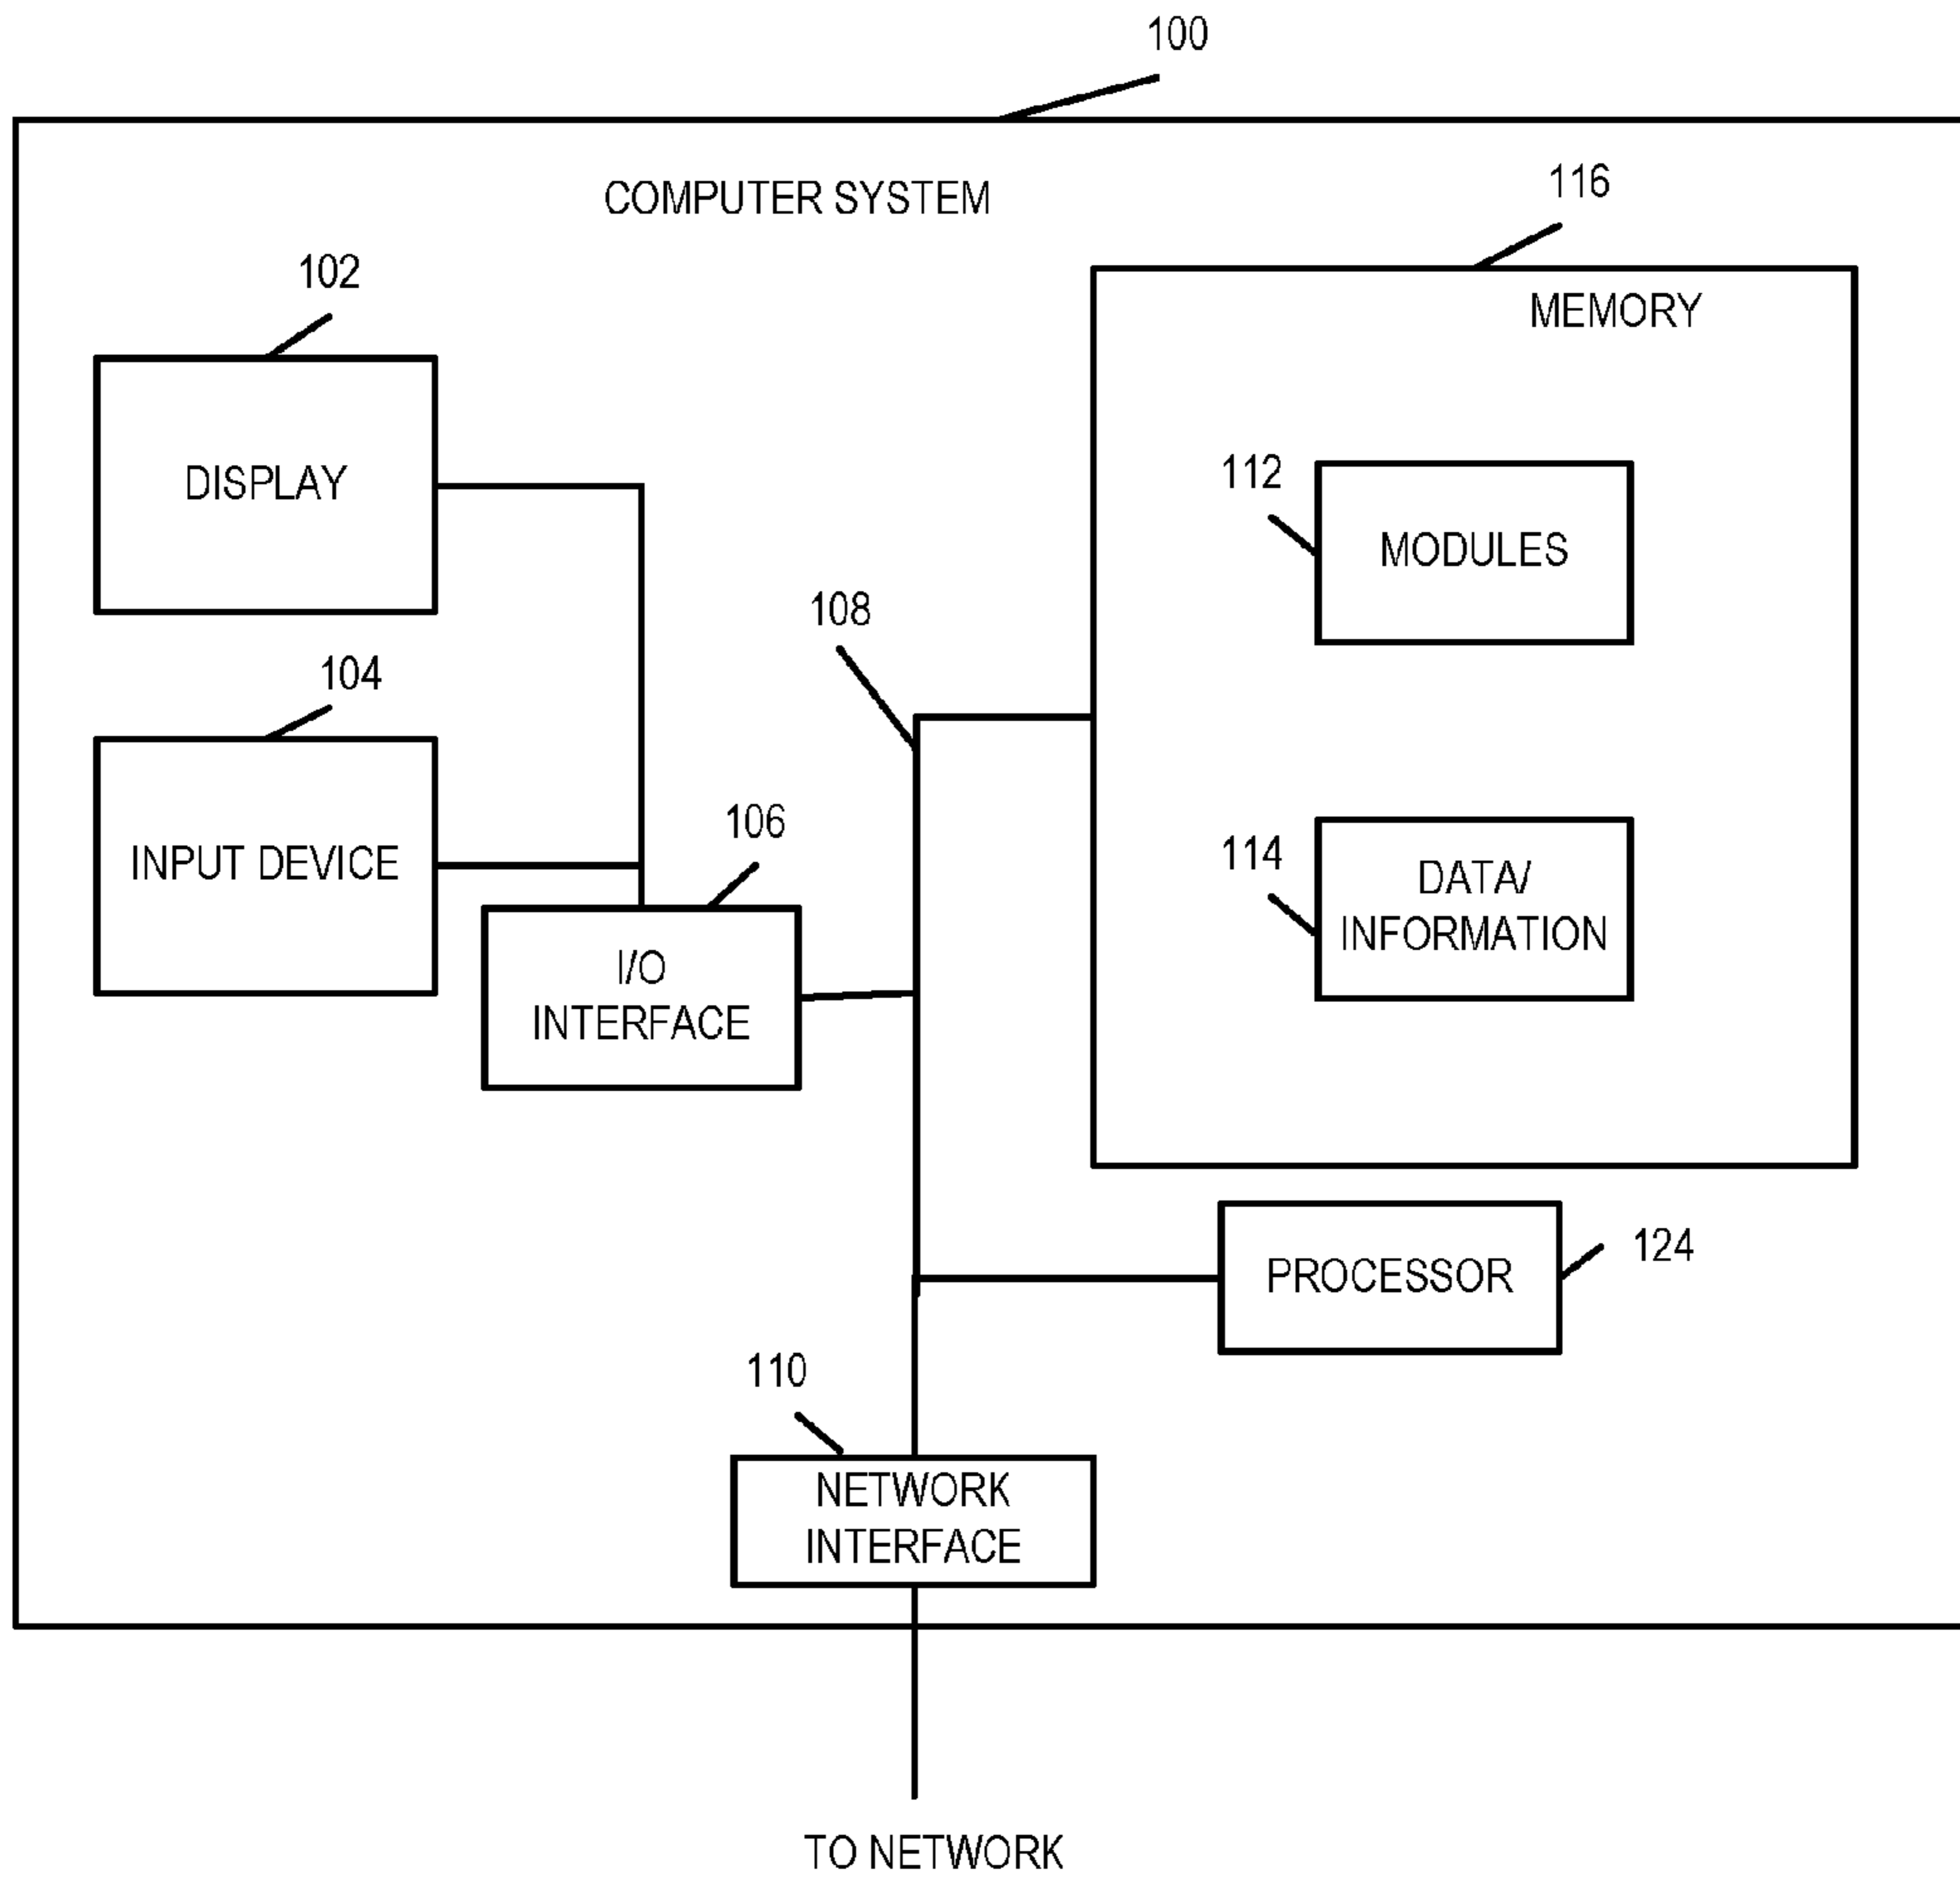 100
COMPUTER SYSTEM
116
MEMORY
102
DISPLAY
112
MODULES
108
104
INPUT DEVICE
106
I/O
INTERFACE
114
DATA/
INFORMATION
124
PROCESSOR
110
NETWORK
INTERFACE
TO NETWORK